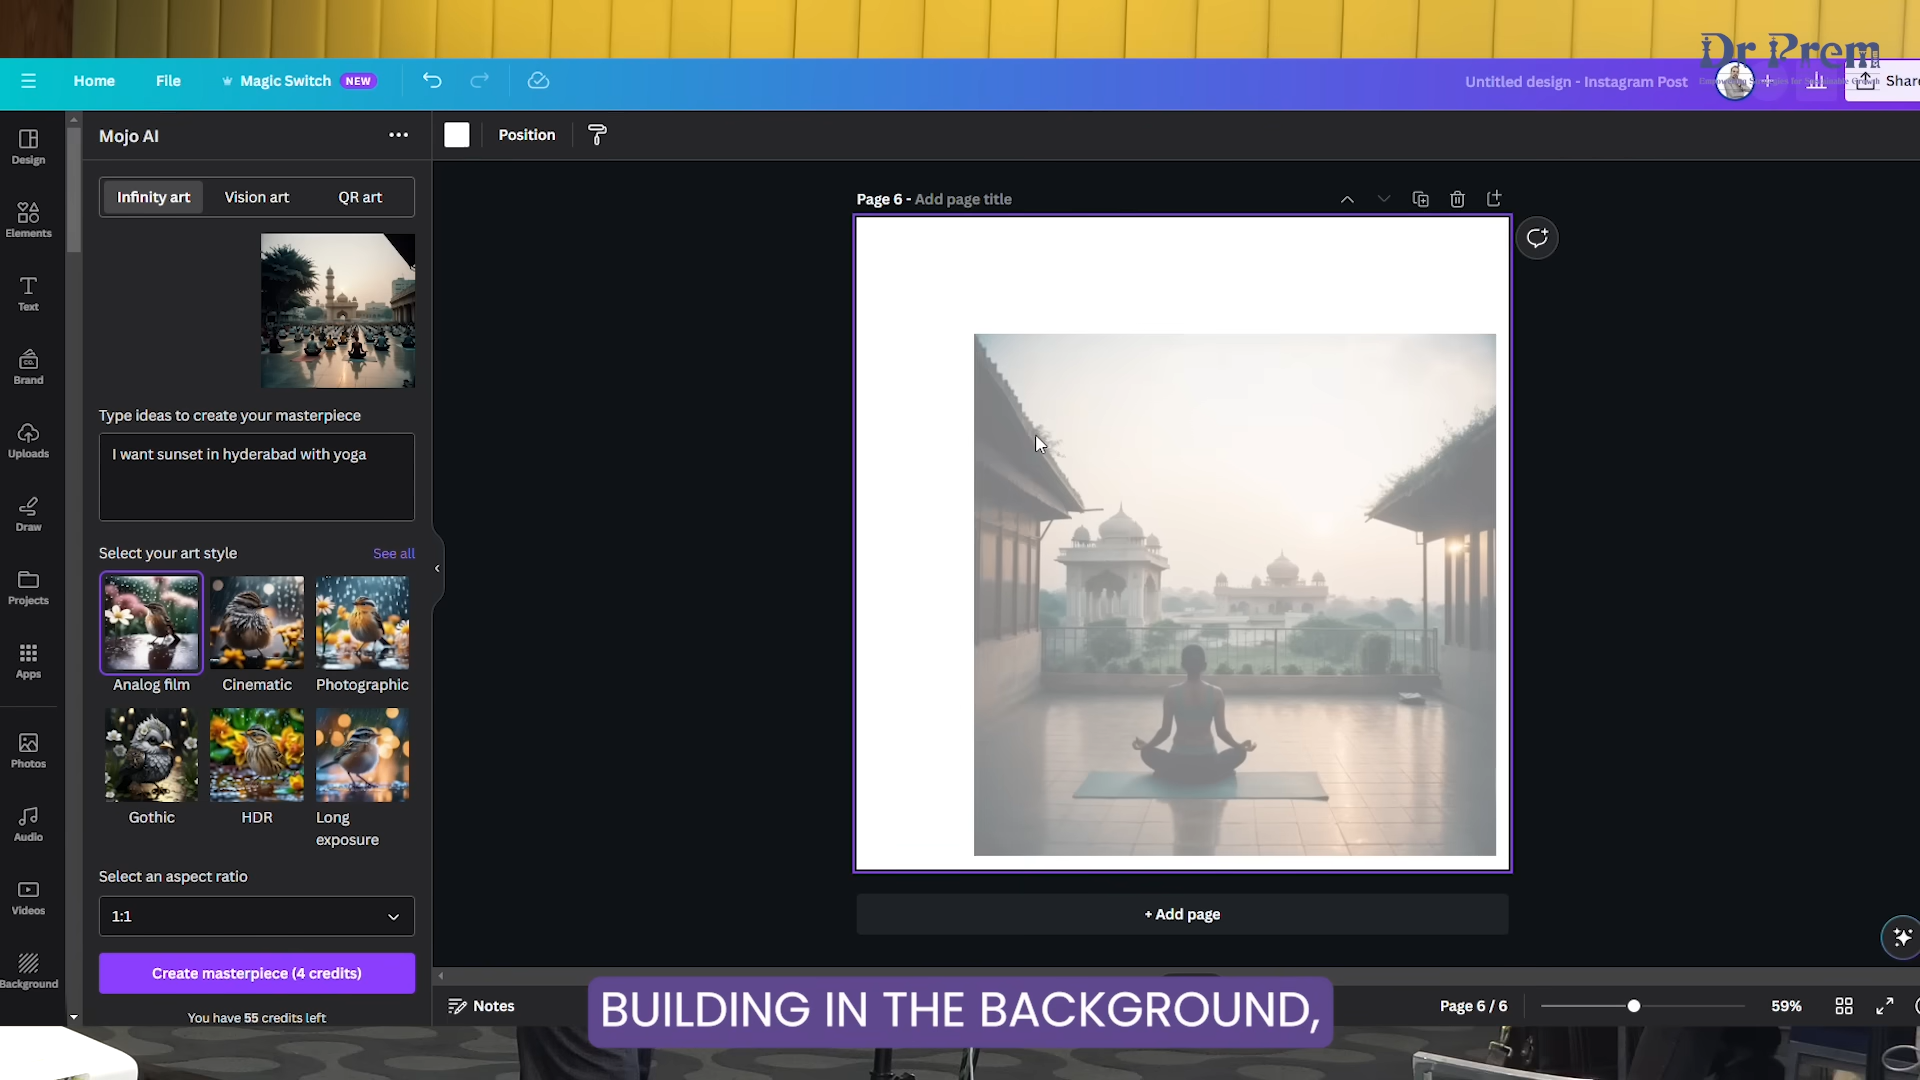 Dr Prem
Home
File
Magic Switch
NEW
Untitled design - Instagram Post
Share
Mojo AI
Position
Design
Elements
Text
Brand
Uploads
Draw
Projects
Apps
Photos
Audio
Videos
Background
Infinity art
Vision art
QR art
Type ideas to create your masterpiece
I want sunset in hyderabad with yoga
Select your art style
See all
Analog film
Cinematic
Photographic
Gothic
HDR
Long
exposure
Select an aspect ratio
1:1
Create masterpiece (4 credits)
You have 55 credits left
Page 6 - Add page title
+ Add page
Notes
Page 6 / 6
59%
BUILDING IN THE BACKGROUND,